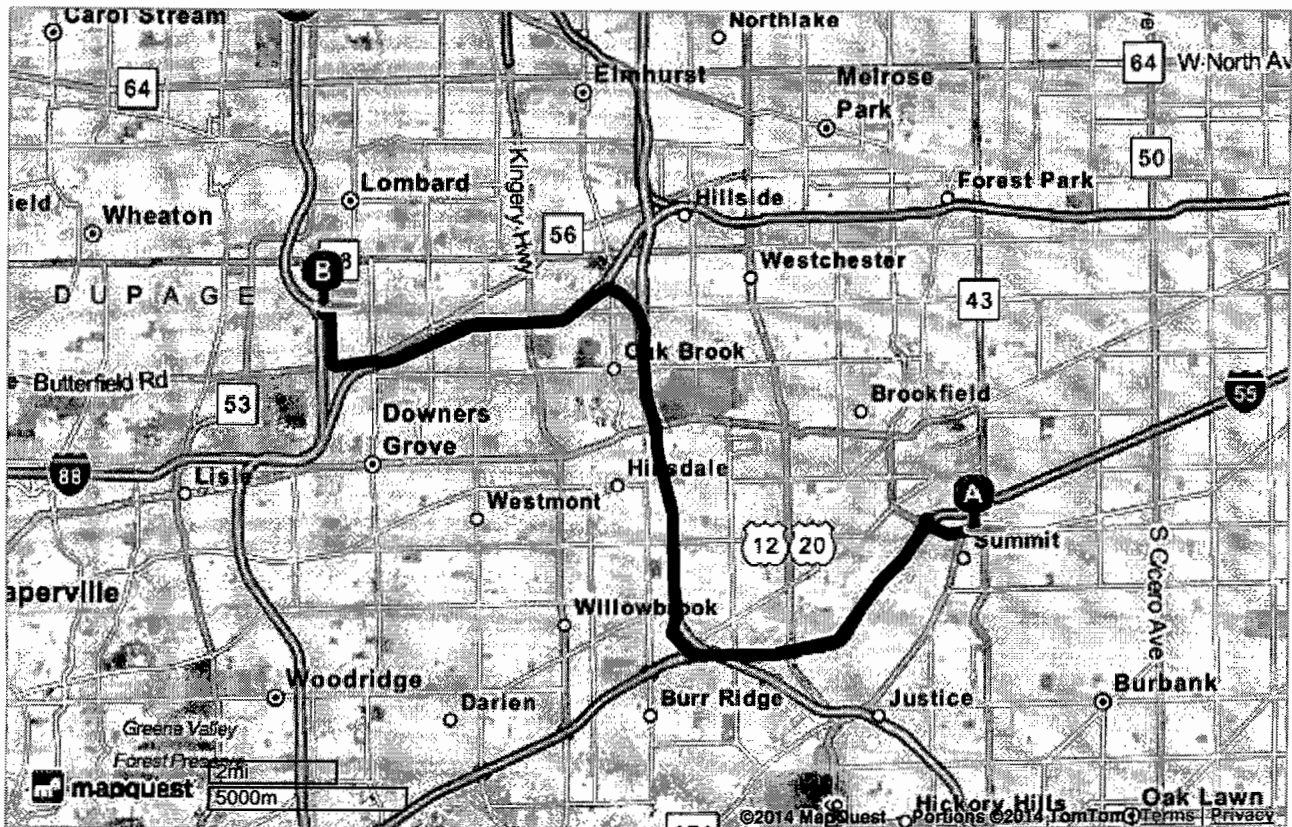 Carol Stream
Northlake
64
W North Av
64
Elmhurst
Melrose
Park
50
Kingery Hwy
Lombard
Forest Park
Hillside
ield
Wheaton
56
8
B
Westchester
DUPAGE
43
Oak Brook
Butterfield Rd
53
Brookfield
55
Downers
Grove
88
Lisle
Hinsdale
A
Westmont
12
20
Summit
S Cicero Ave
aperville
Willowbrook
Woodridge
Darien
Burr Ridge
Justice
Burbank
Greene Valley
Forest Preserve
2mi
mapquest
5000m
Hickory Hills
Oak Lawn
©2014 MapQuest - Portions ©2014 TomTom Terms Privacy